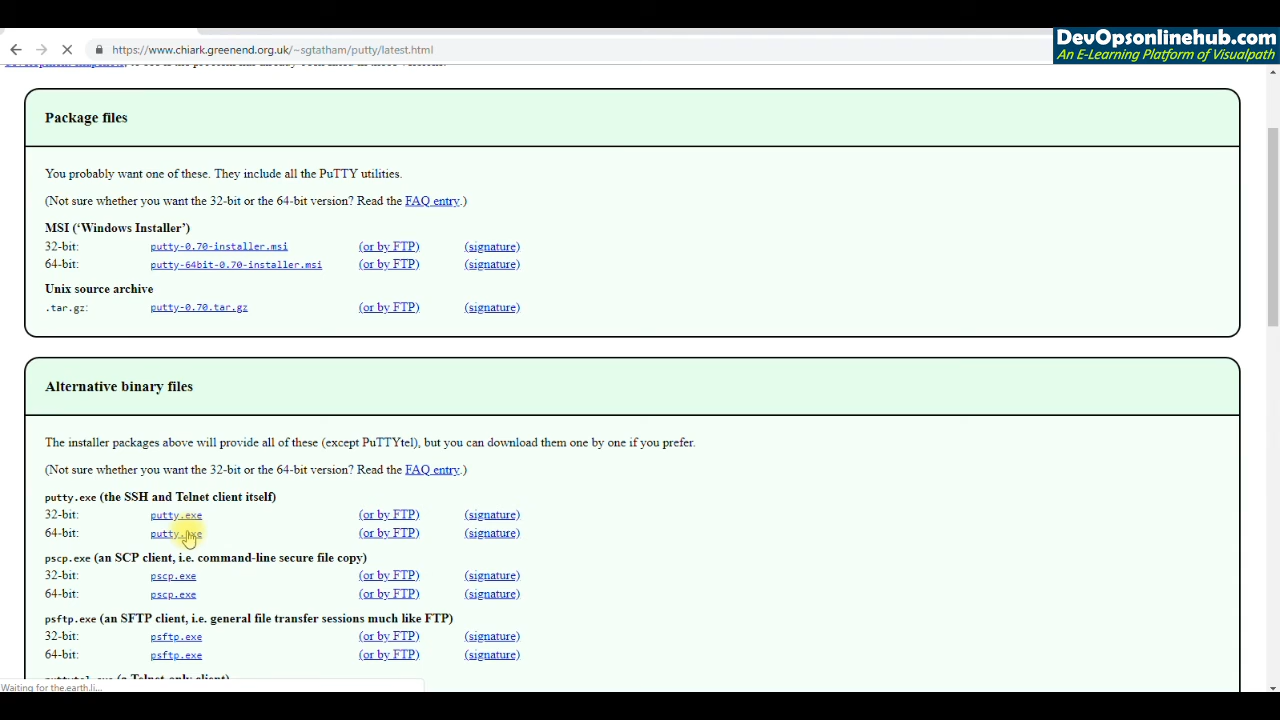 https://www.chiark.greenend.org.uk/~sgtatham/putty/latest.html
DevOpsonlinehub.com
An E-Learning Platform of Visualpath
Package files
You probably want one of these. They include all the PuTTY utilities.
(Not sure whether you want the 32-bit or the 64-bit version? Read the FAQ entry.)
MSI (‘Windows Installer’)
32-bit: putty-0.70-installer.msi (or by FTP) (signature)
64-bit: putty-64bit-0.70-installer.msi (or by FTP) (signature)
Unix source archive
.tar.gz: putty-0.70.tar.gz (or by FTP) (signature)
Alternative binary files
The installer packages above will provide all of these (except PuTTYtel), but you can download them one by one if you prefer.
(Not sure whether you want the 32-bit or the 64-bit version? Read the FAQ entry.)
putty.exe (the SSH and Telnet client itself)
32-bit: putty.exe (or by FTP) (signature)
64-bit: putty.exe (or by FTP) (signature)
pscp.exe (an SCP client, i.e. command-line secure file copy)
32-bit: pscp.exe (or by FTP) (signature)
64-bit: pscp.exe (or by FTP) (signature)
psftp.exe (an SFTP client, i.e. general file transfer sessions much like FTP)
32-bit: psftp.exe (or by FTP) (signature)
64-bit: psftp.exe (or by FTP) (signature)
(a Telnet-only client)
Waiting for the.earth.li...